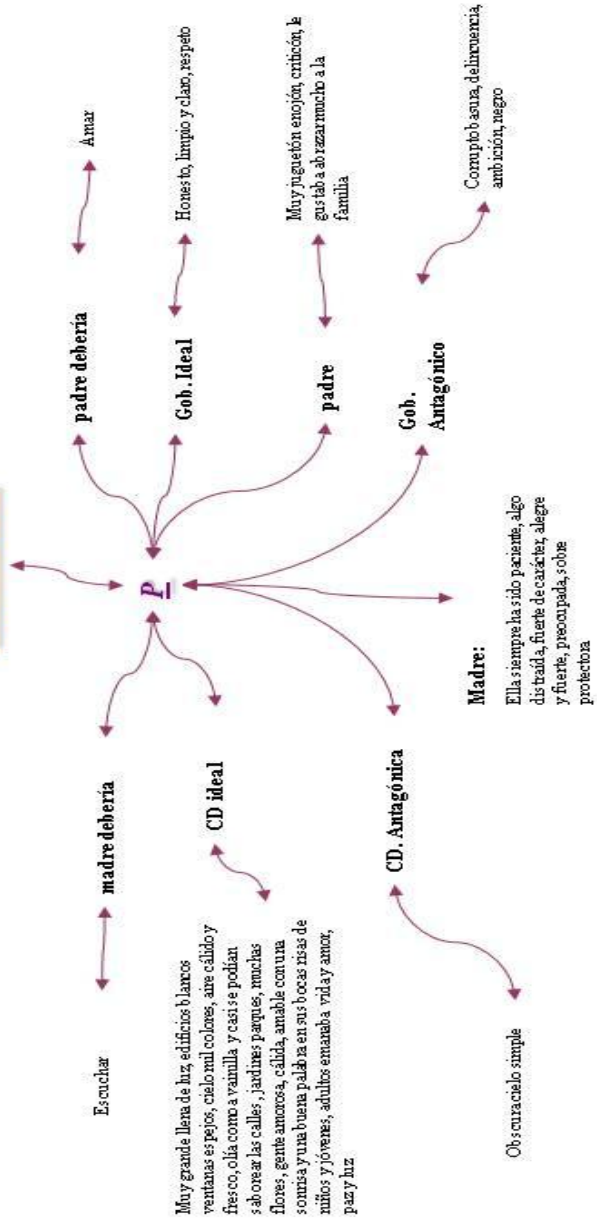 Escuchar
madre debería
padre debería
Amar
Muy grande llena de luz, edificios blancos
ventanas espejos, cielo mil colores, aire cálido y
fresco, olía como a vainilla y casi se podían
saborear las calles, jardines parques, muchas
flores, gente amorosa, cálida, amable con una
sonrisa y una buena palabra en sus bocas risas de
niños y jóvenes, adultos emanaba vida y amor,
paz y luz
CD ideal
P
Gob. Ideal
Honesto, limpio y claro, respeto
padre
Muy juguetón enojón, criticón, le
gustaba abrazar mucho a la
familia
Obscura cielo simple
CD. Antagónica
Gob.
Antagónico
Corrupto basura, delincuencia,
ambición, negro
Madre:
Ella siempre ha sido paciente, algo
distraída, fuerte de carácter, alegre
y fuerte, preocupada, sobre
protectora